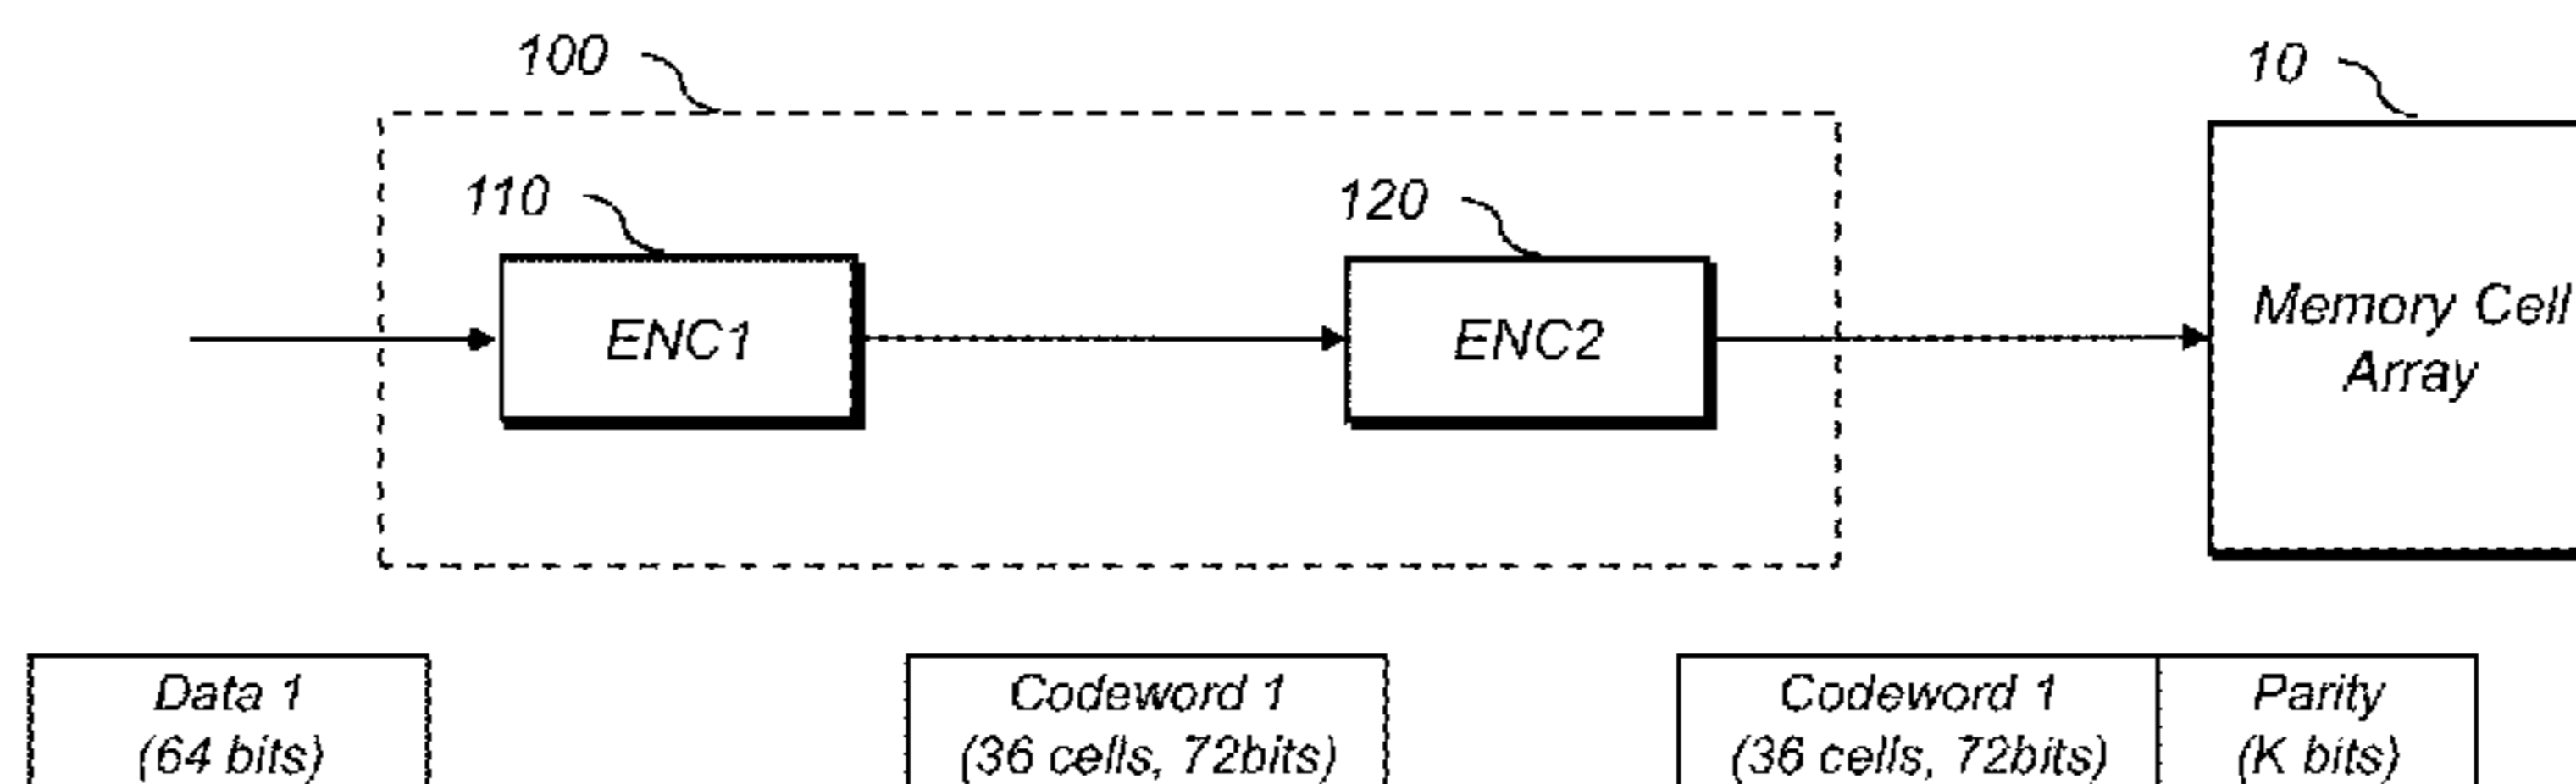 100
10
110
120
ENC1
ENC2
Memory Cell
Array
Data 1
(64 bits)
Codeword 1
(36 cells, 72bits)
Codeword 1
(36 cells, 72bits)
Parity
(K bits)